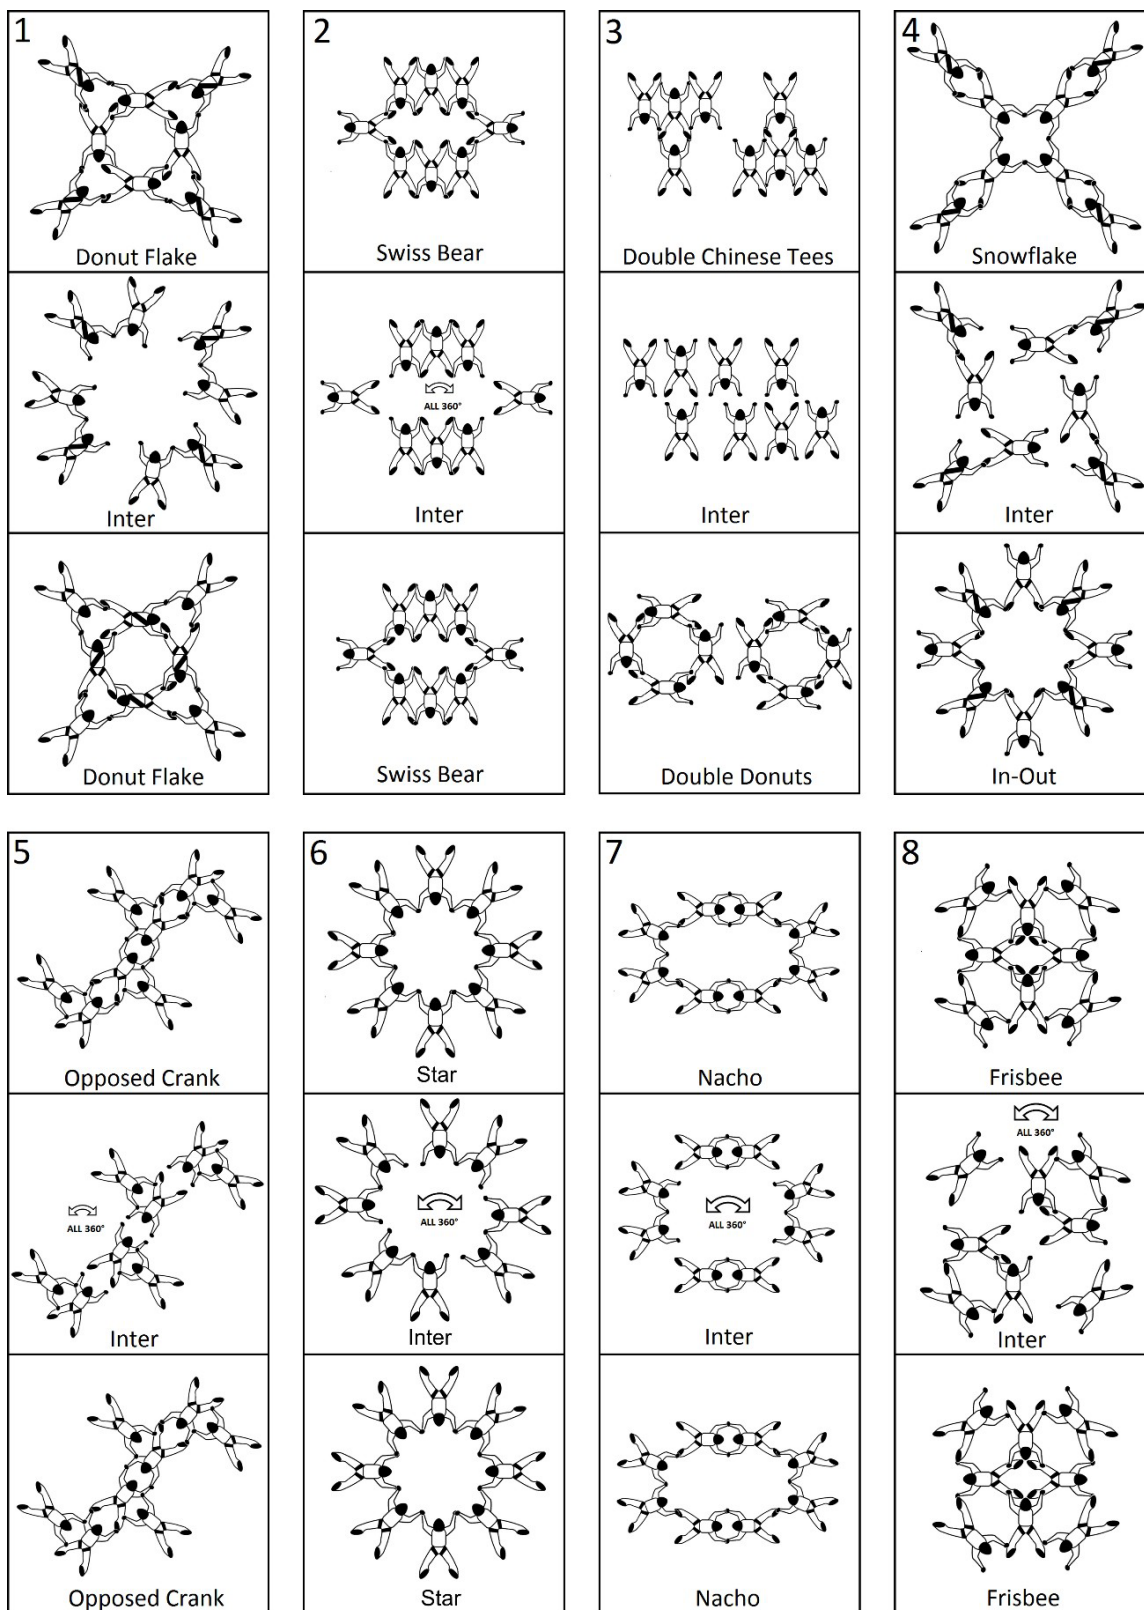 1
Donut Flake
Inter
Donut Flake
2
Swiss Bear
ALL 360°
Inter
Swiss Bear
3
Double Chinese Tees
Inter
Double Donuts
4
Snowflake
Inter
In-Out
5
Opposed Crank
ALL 360°
Inter
Opposed Crank
6
Star
ALL 360°
Inter
Star
7
Nacho
ALL 360°
Inter
Nacho
8
Frisbee
ALL 360°
Inter
Frisbee